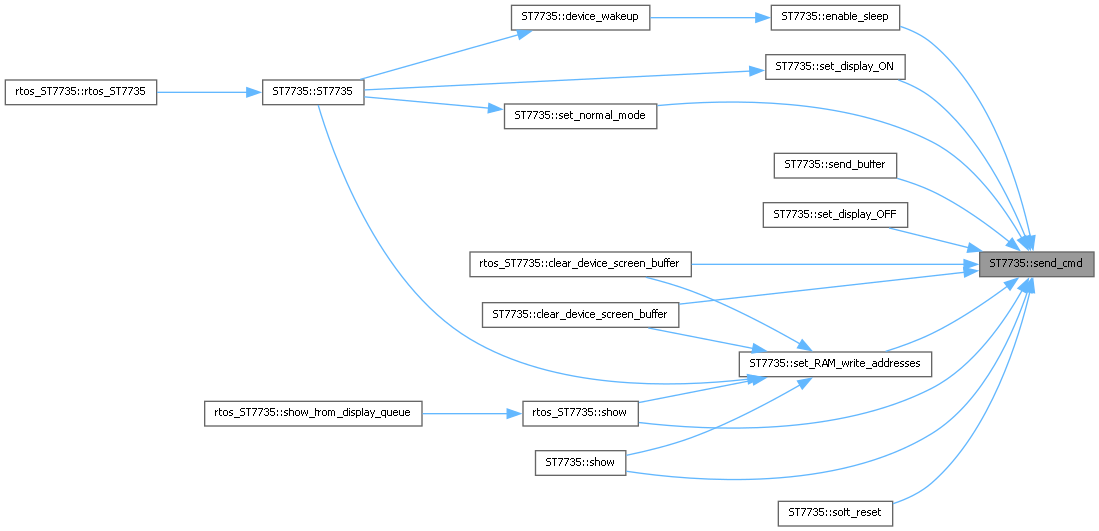 ST7735::device_wakeup
ST7735::enable_sleep
ST7735::set_display_ON
rtos_ST7735::rtos_ST7735
ST7735::ST7735
ST7735::set_normal_mode
ST7735::send_buffer
ST7735::set_display_OFF
rtos_ST7735::clear_device_screen_buffer
ST7735::send_cmd
ST7735::clear_device_screen_buffer
ST7735::set_RAM_write_addresses
rtos_ST7735::show_from_display_queue
rtos_ST7735::show
ST7735::show
ST7735::soft_reset